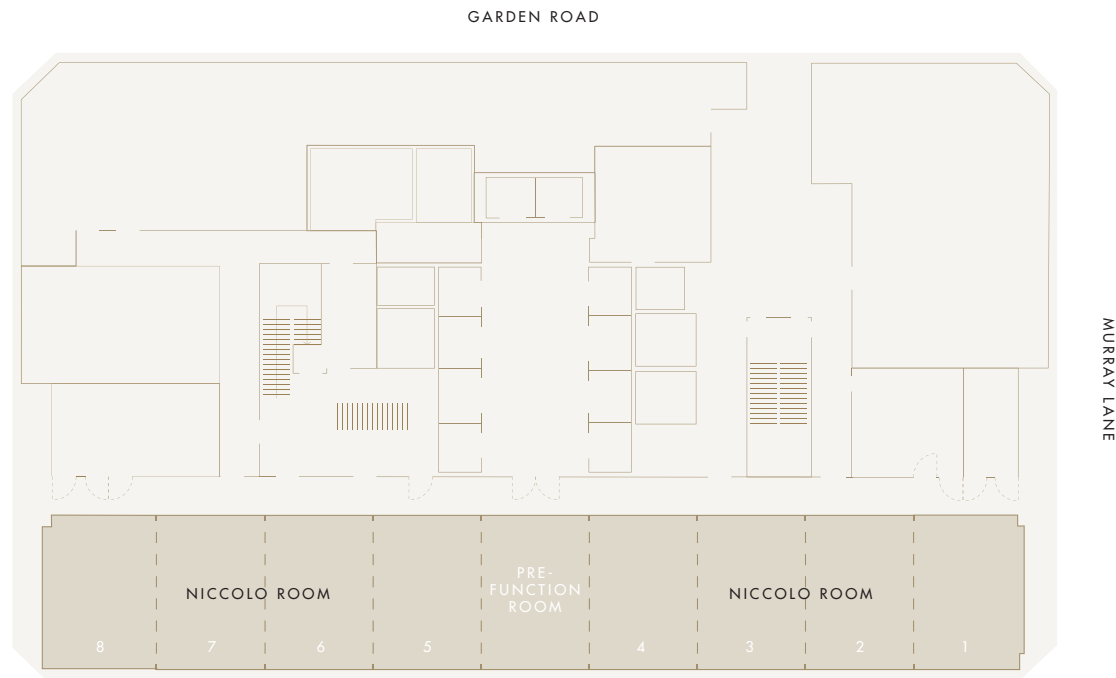 GARDEN ROAD
MURRAY LANE
PRE-
FUNCTION
ROOM
NICCOLO ROOM
NICCOLO ROOM
8 7 6 5 4 3 2 1